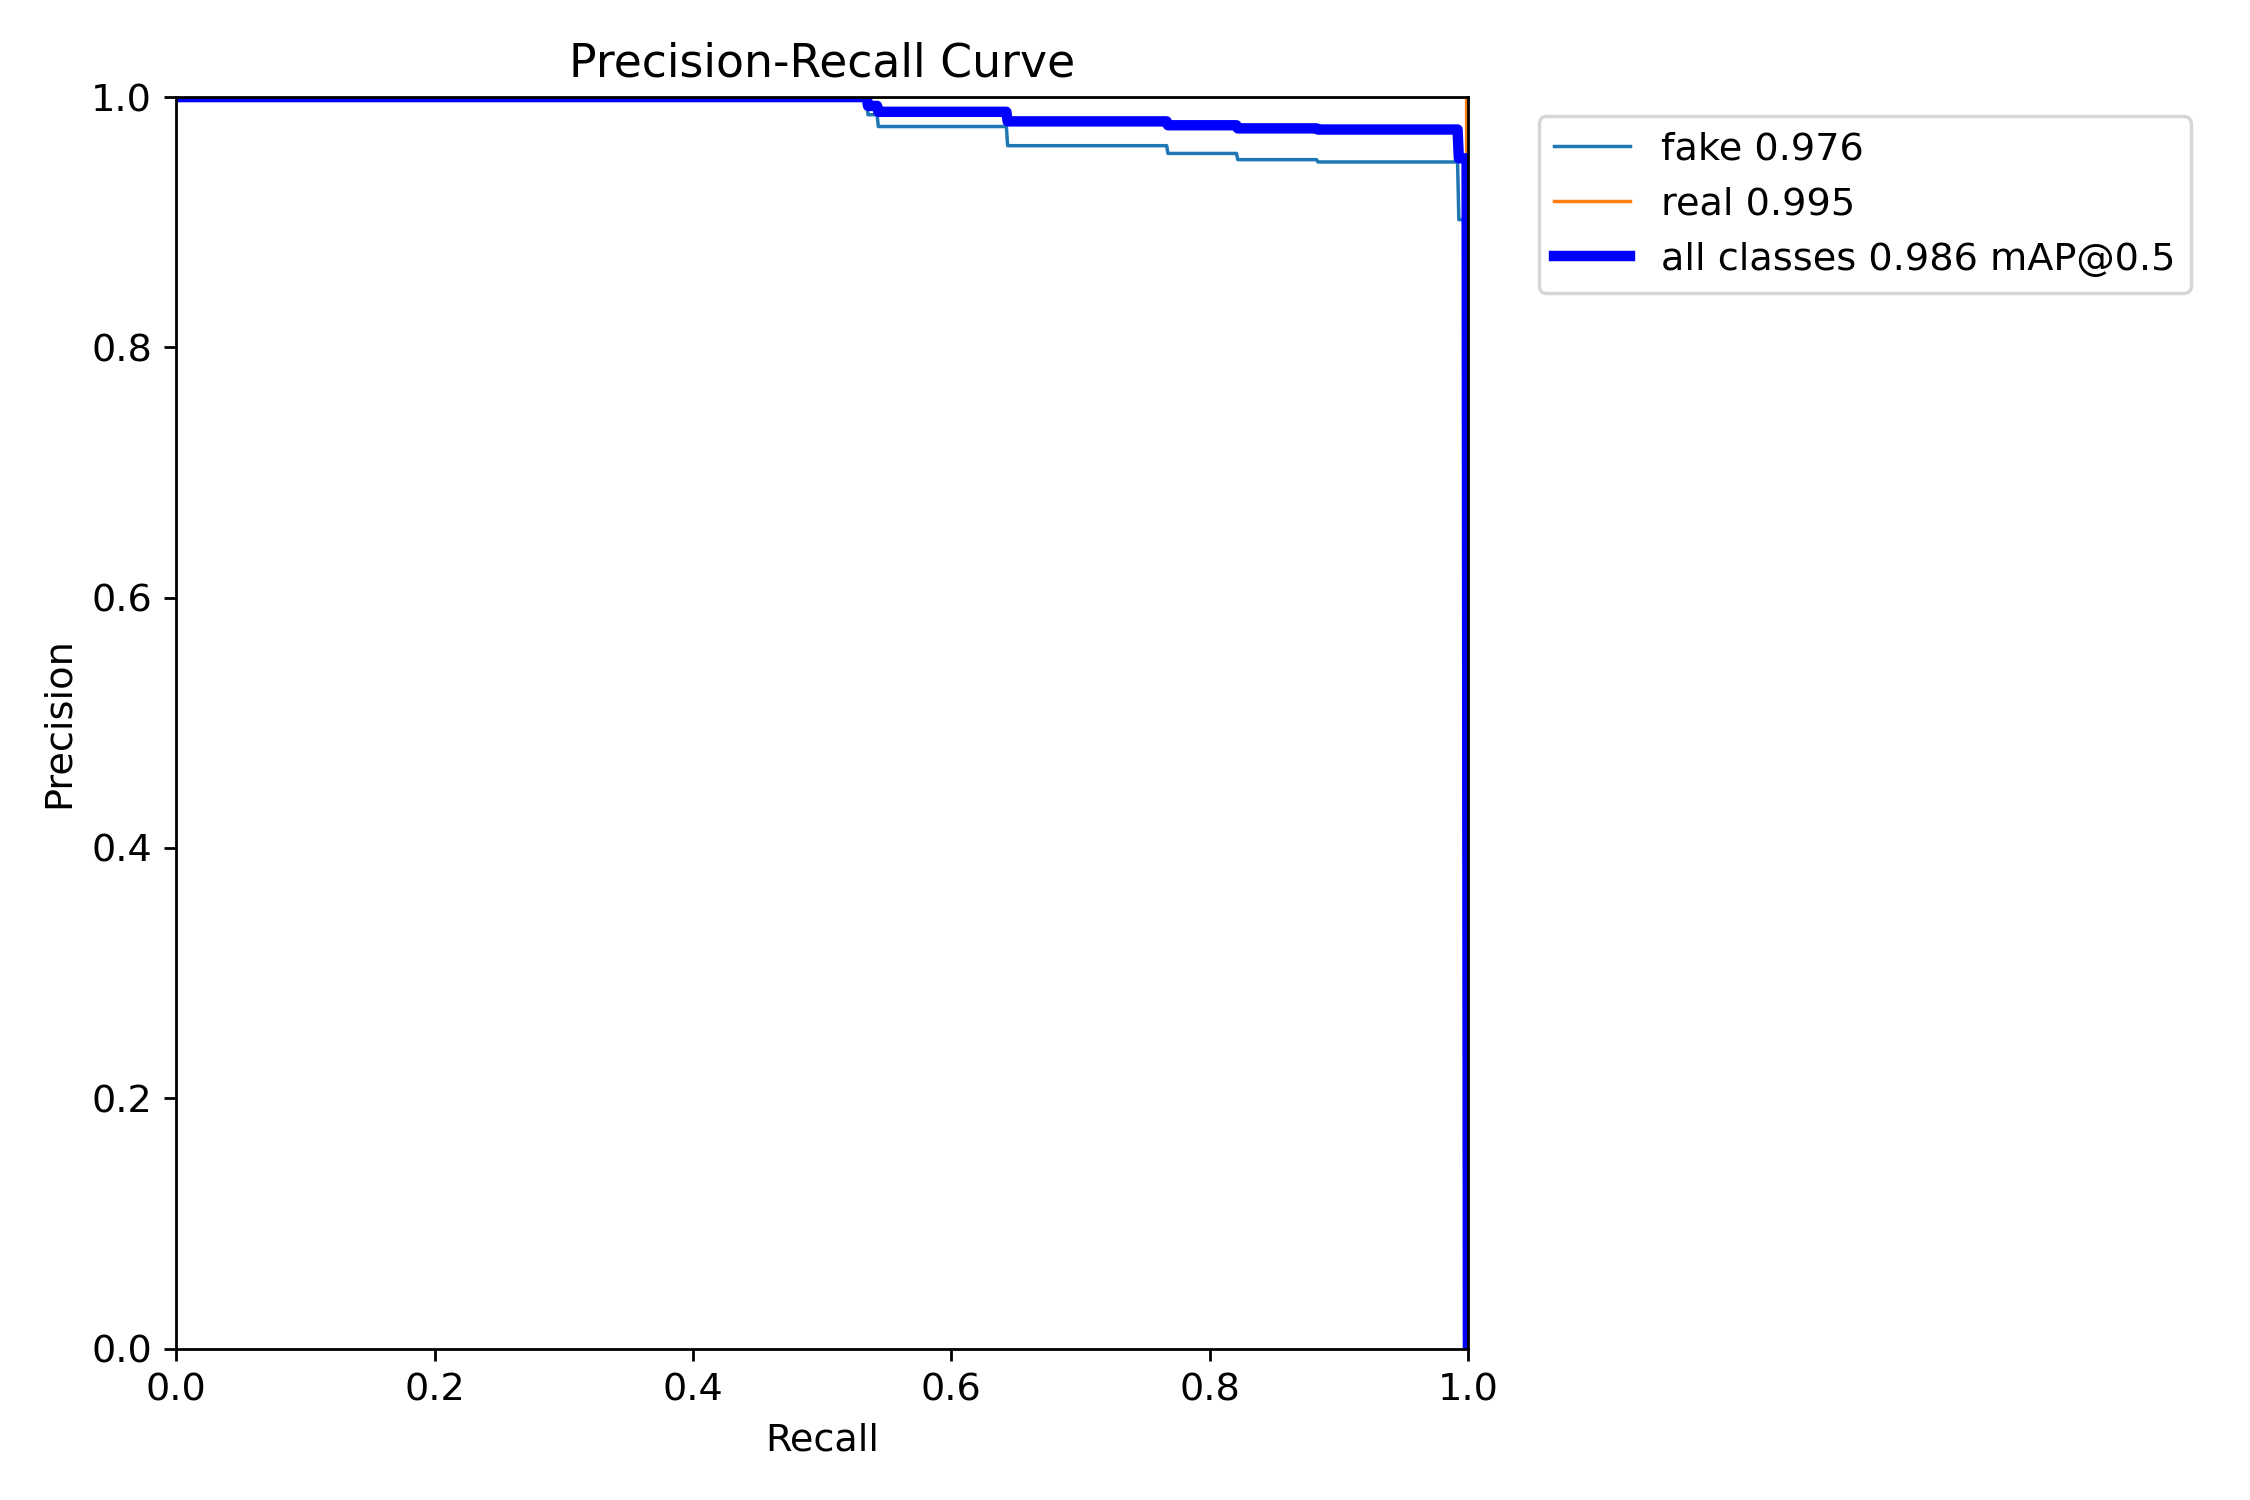 Precision-Recall Curve
1.0
0.8
0.6
0.4
0.2
0.0
Precision
0.0 0.2 0.4 0.6 0.8 1.0
Recall
fake 0.976
real 0.995
all classes 0.986 mAP@0.5